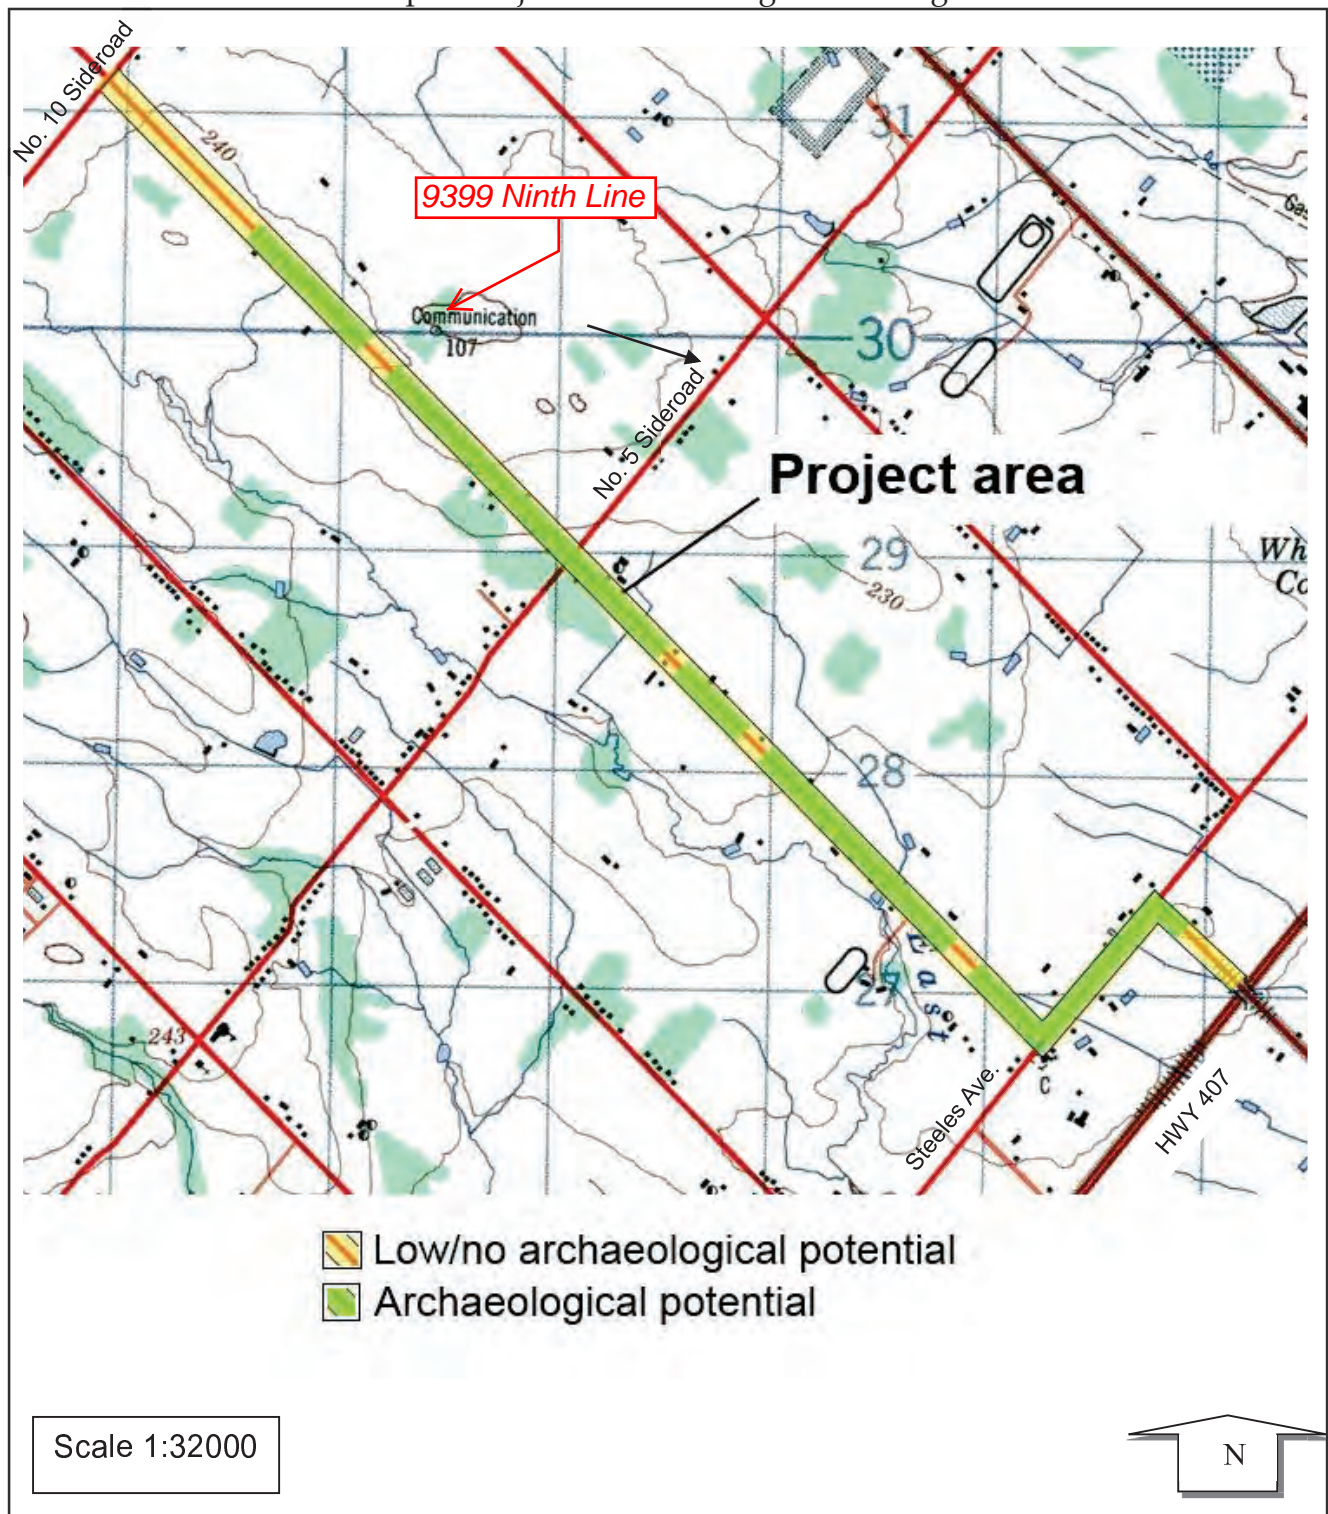 No. 10 Sideroad
240
31
9399 Ninth Line
Communication
107
30
No. 5 Sideroad
Project area
29
230
28
27
East
243
Steeles Ave.
C
HWY 407
Low/no archaeological potential
Archaeological potential
Scale 1:32000
N